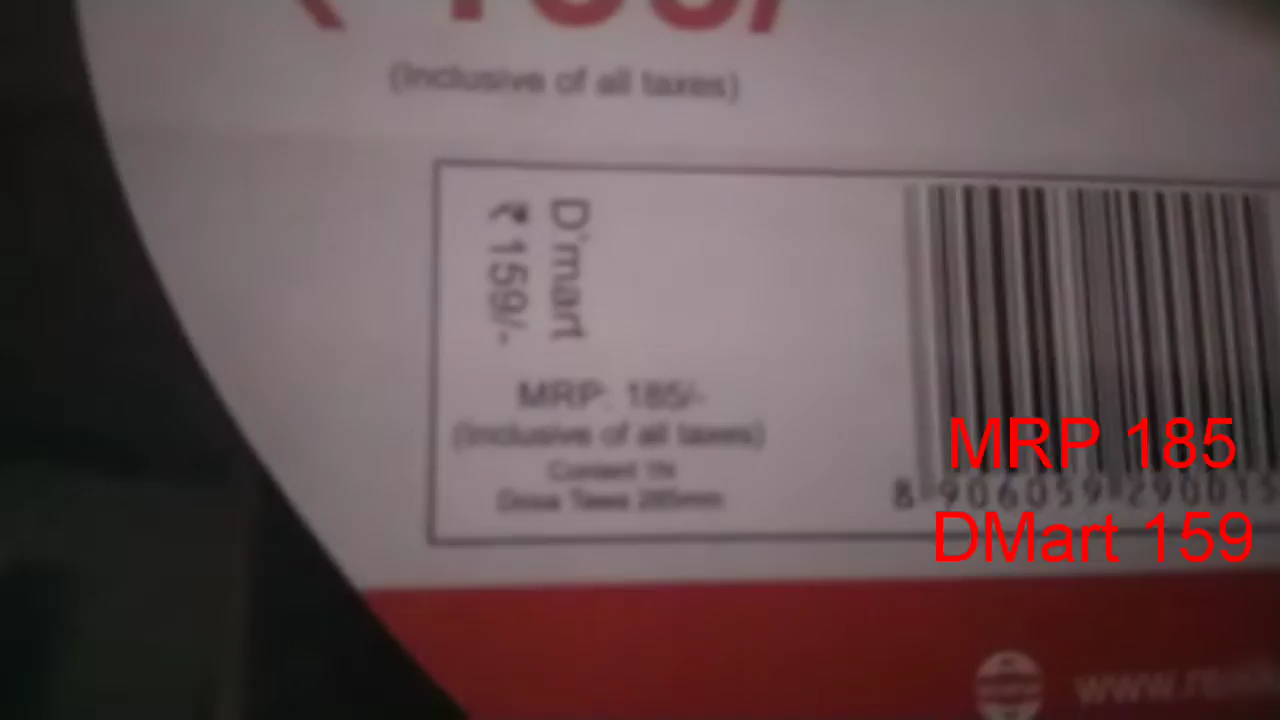 (Inclusive of all taxes)
D'mart
₹ 159/-
MRP: 185/-
(Inclusive of all taxes)
Content 1N
Dosa Tawa 285mm
8 906059 290015
MRP 185
DMart 159
www.